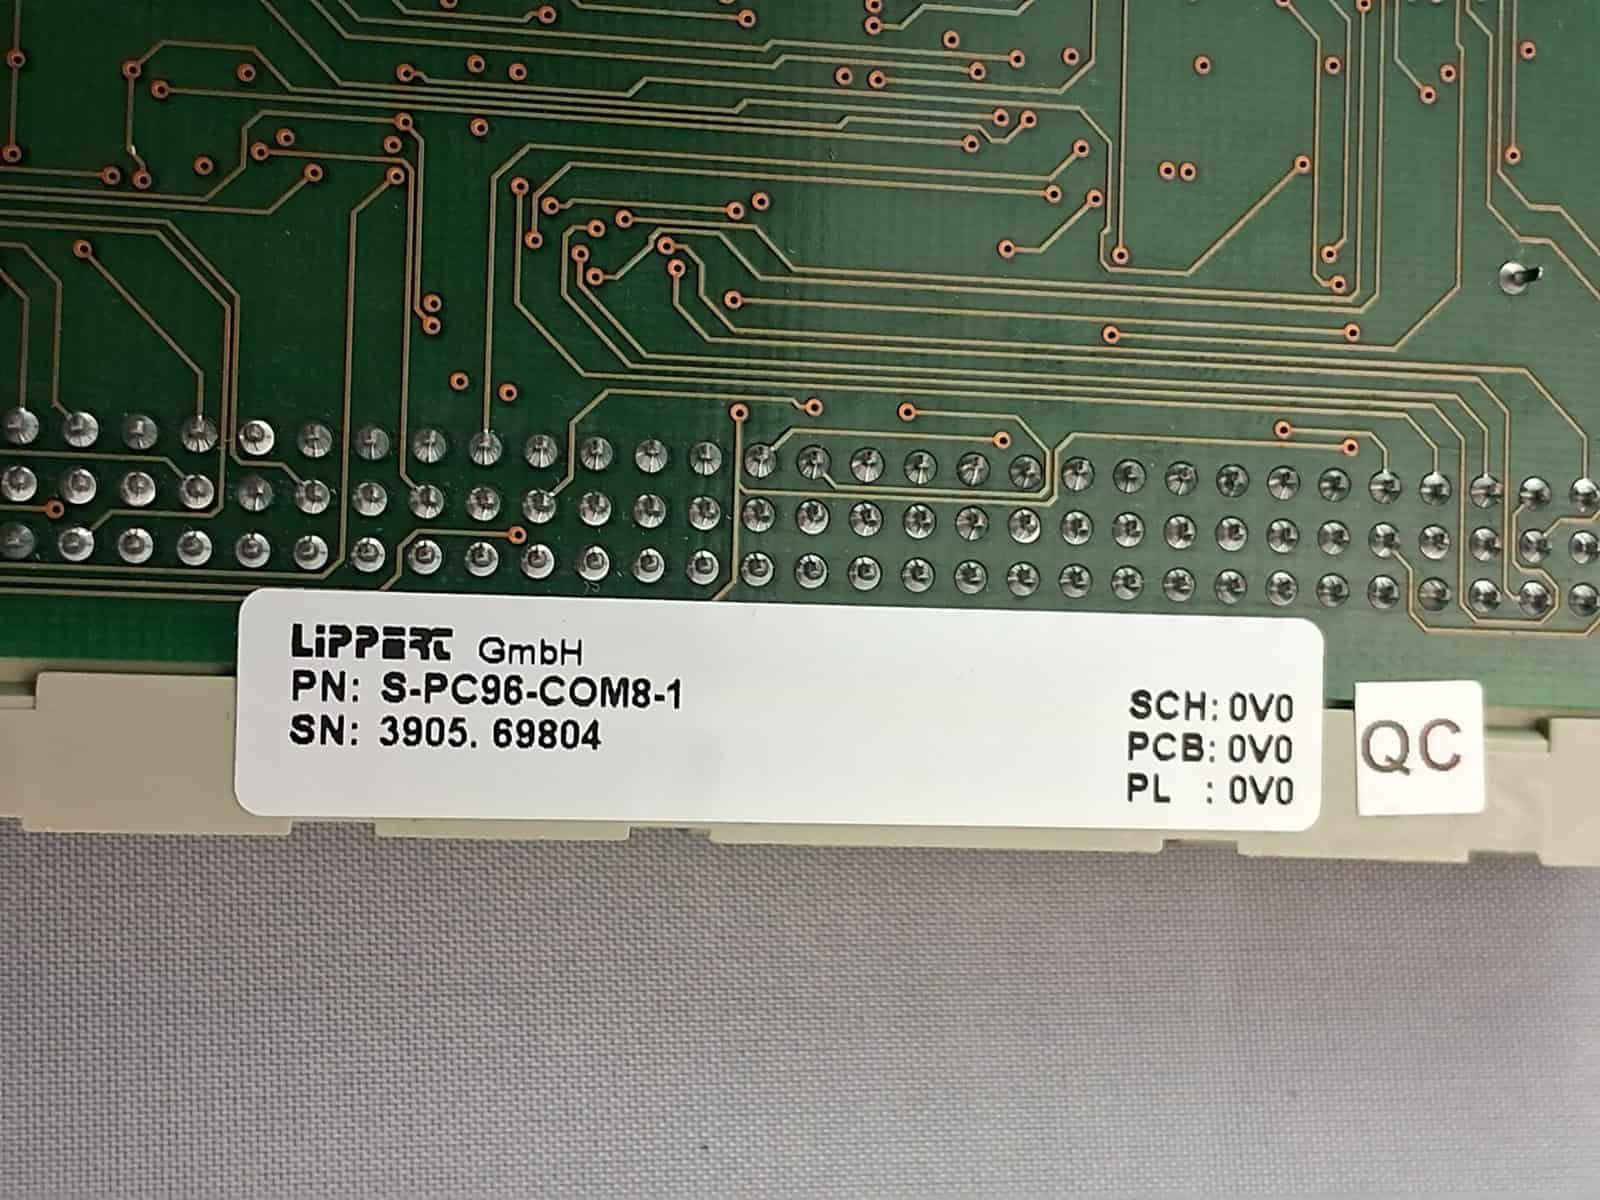 LiPPERT GmbH
PN: S-PC96-COM8-1
SN: 3905. 69804
SCH: 0V0
PCB: 0V0
PL : 0V0
QC